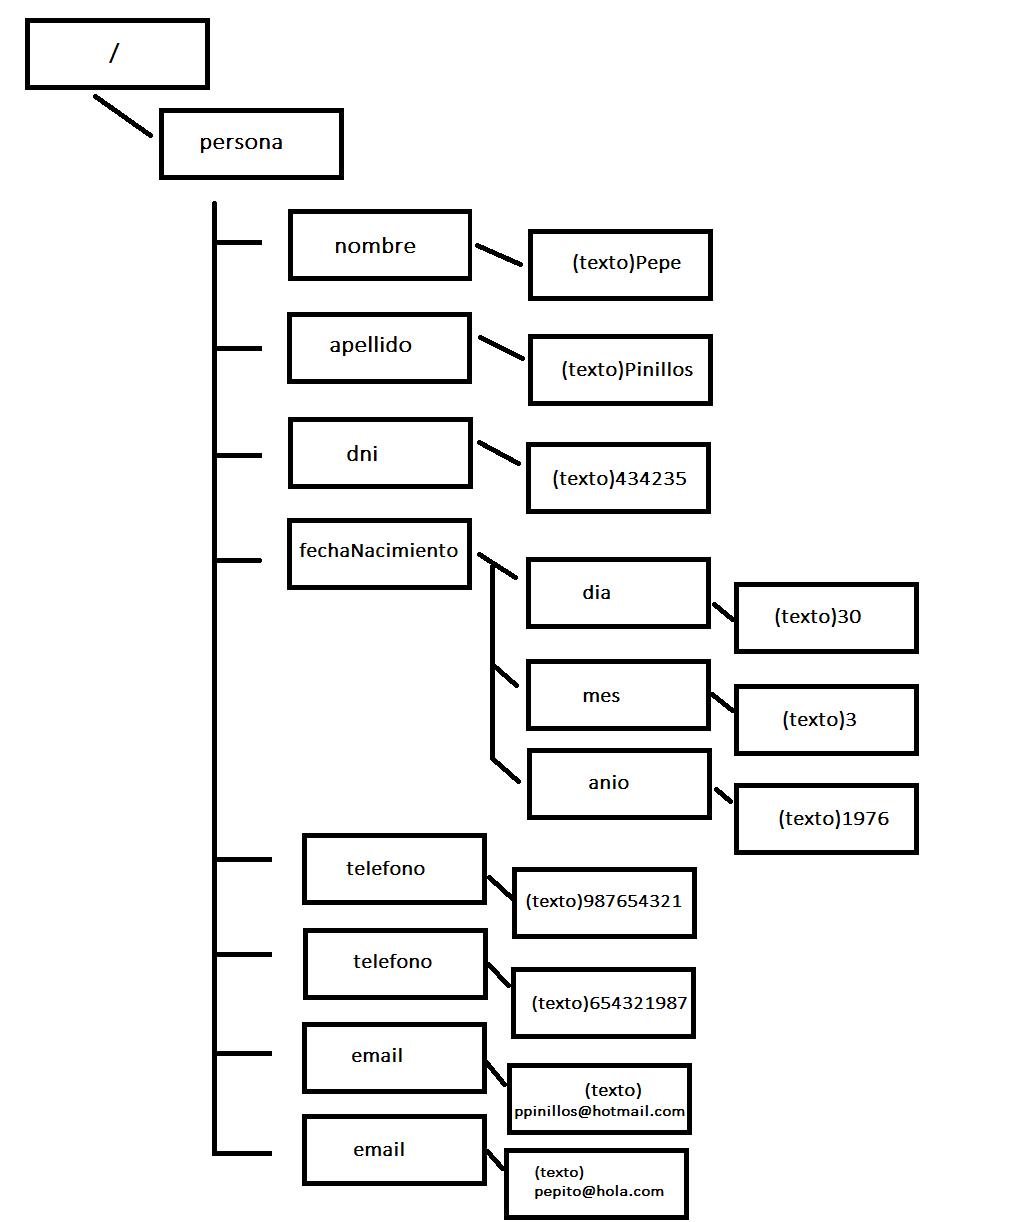 /
persona
nombre
(texto)Pepe
apellido
(texto)Pinillos
dni
(texto)434235
fechaNacimiento
dia
(texto)30
mes
(texto)3
anio
(texto)1976
telefono
(texto)987654321
telefono
(texto)654321987
email
(texto)
ppinillos@hotmail.com
email
(texto)
pepito@hola.com